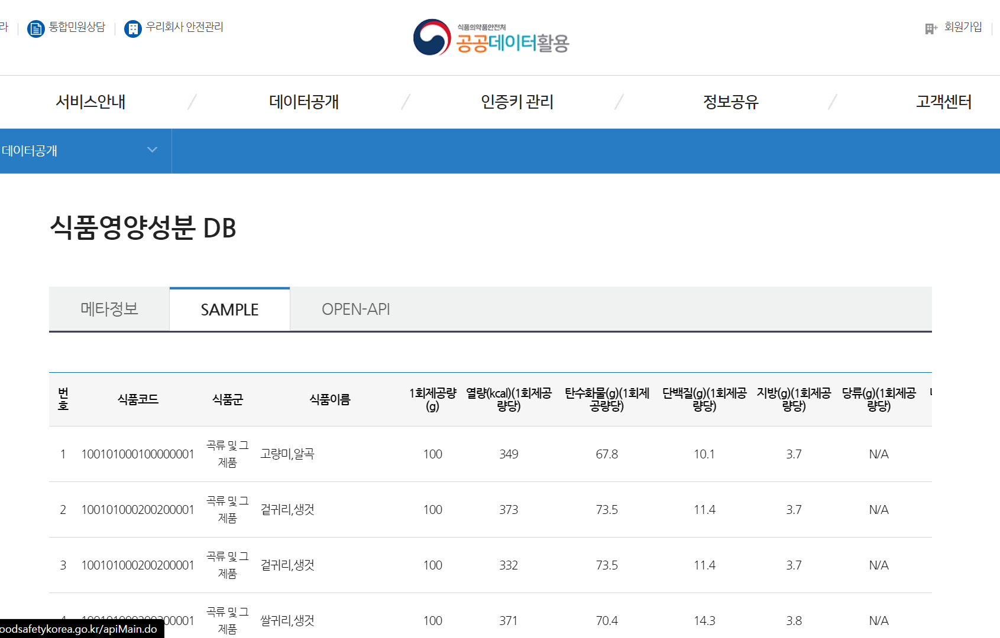 라 통합민원상담 우리회사 안전관리
식품의약품안전처
공공데이터활용
회원가입
서비스안내 데이터공개 인증키 관리 정보공유 고객센터
데이터공개
식품영양성분 DB
메타정보 SAMPLE OPEN-API
번호 식품코드 식품군 식품이름 1회제공량(g) 열량(kcal)(1회제공량당) 탄수화물(g)(1회제공량당) 단백질(g)(1회제공량당) 지방(g)(1회제공량당) 당류(g)(1회제공량당)
1 100101000100000001 곡류 및 그 제품 고량미,알곡 100 349 67.8 10.1 3.7 N/A
2 100101000200200001 곡류 및 그 제품 겉귀리,생것 100 373 73.5 11.4 3.7 N/A
3 100101000200200001 곡류 및 그 제품 겉귀리,생것 100 332 73.5 11.4 3.7 N/A
곡류 및 그 제품 쌀귀리,생것 100 371 70.4 14.3 3.8 N/A
oodsafetykorea.go.kr/apiMain.do